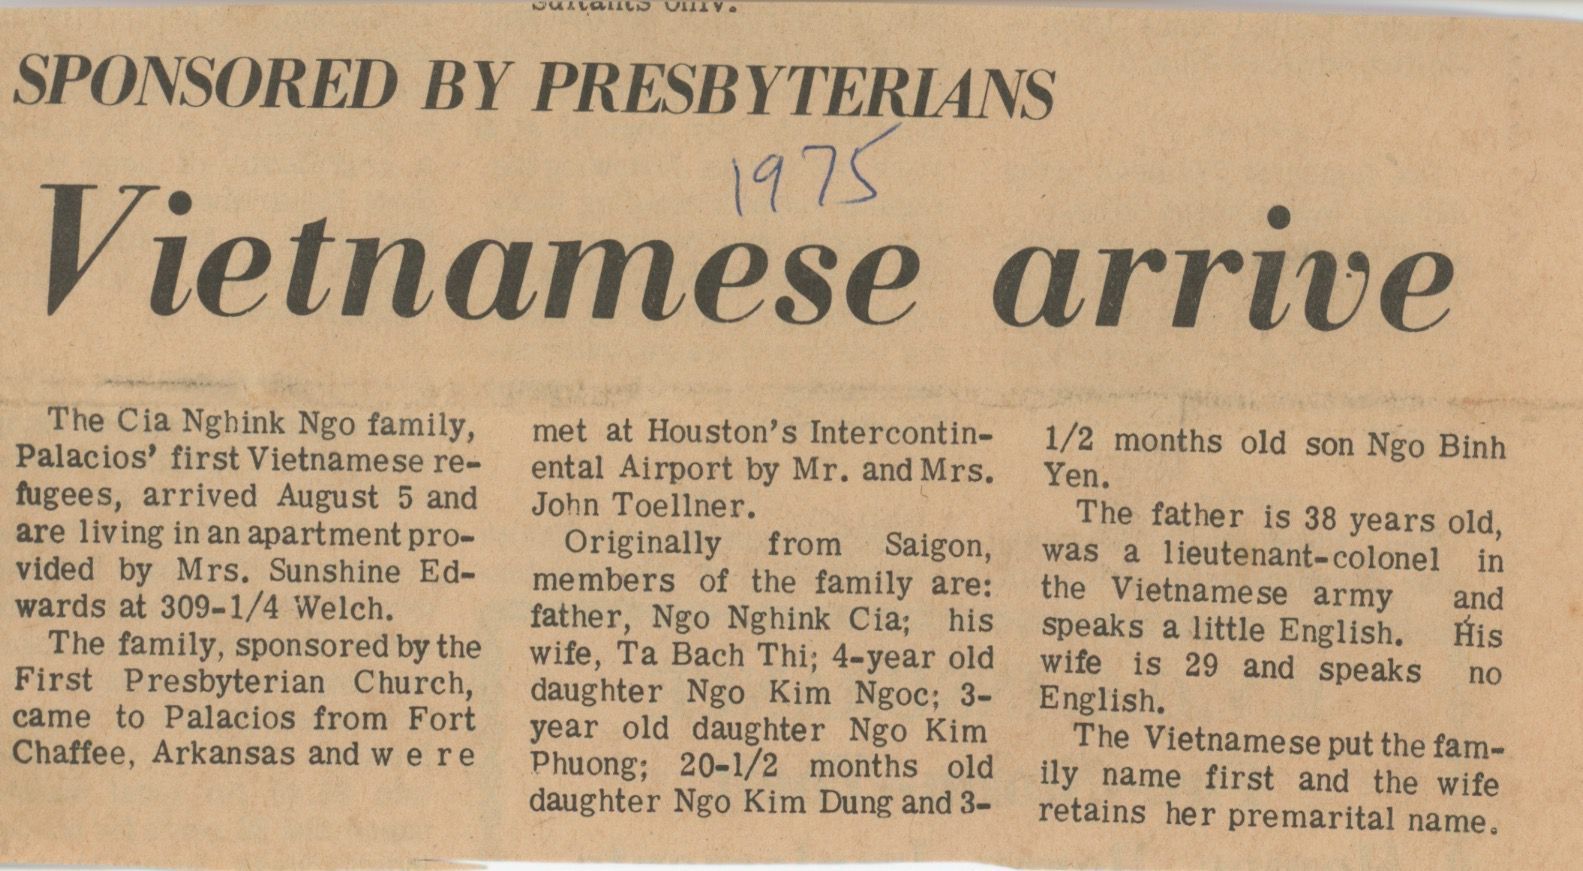 SPONSORED BY PRESBYTERIANS
1975
Vietnamese arrive
The Cia Nghink Ngo family,
Palacios' first Vietnamese re-
fugees, arrived August 5 and
are living in an apartment pro-
vided by Mrs. Sunshine Ed-
wards at 309-1/4 Welch.
The family, sponsored by the
First Presbyterian Church,
came to Palacios from Fort
Chaffee, Arkansas and w e r e
met at Houston's Intercontin-
ental Airport by Mr. and Mrs.
John Toellner.
Originally from Saigon,
members of the family are:
father, Ngo Nghink Cia; his
wife, Ta Bach Thi; 4-year old
daughter Ngo Kim Ngoc; 3-
year old daughter Ngo Kim
Phuong; 20-1/2 months old
daughter Ngo Kim Dung and 3-
1/2 months old son Ngo Binh
Yen.
The father is 38 years old,
was a lieutenant-colonel in
the Vietnamese army and
speaks a little English. His
wife is 29 and speaks no
English.
The Vietnamese put the fam-
ily name first and the wife
retains her premarital name.